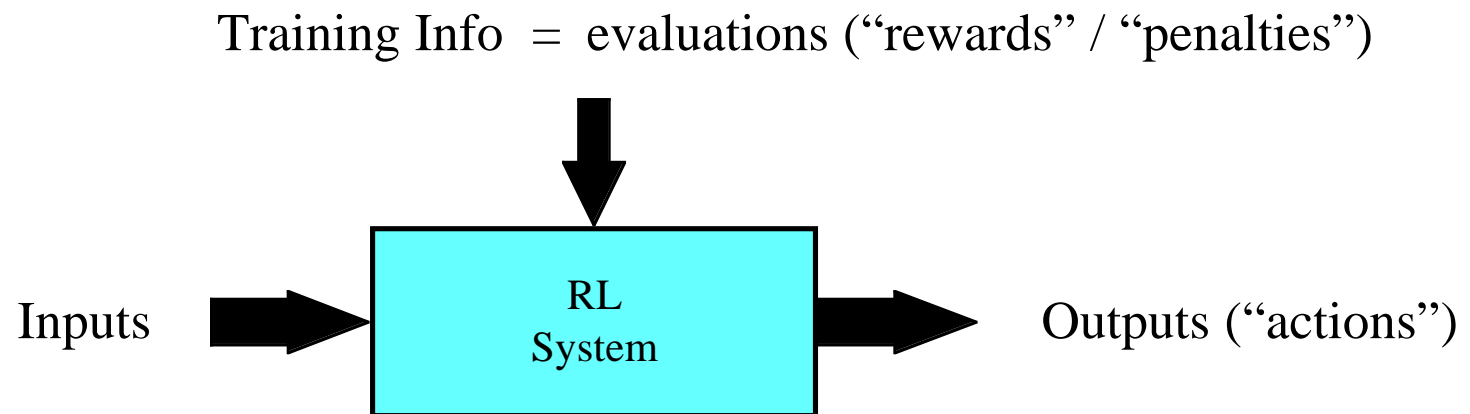 Training Info = evaluations (“rewards” / “penalties”)
Inputs
RL
System
Outputs (“actions”)